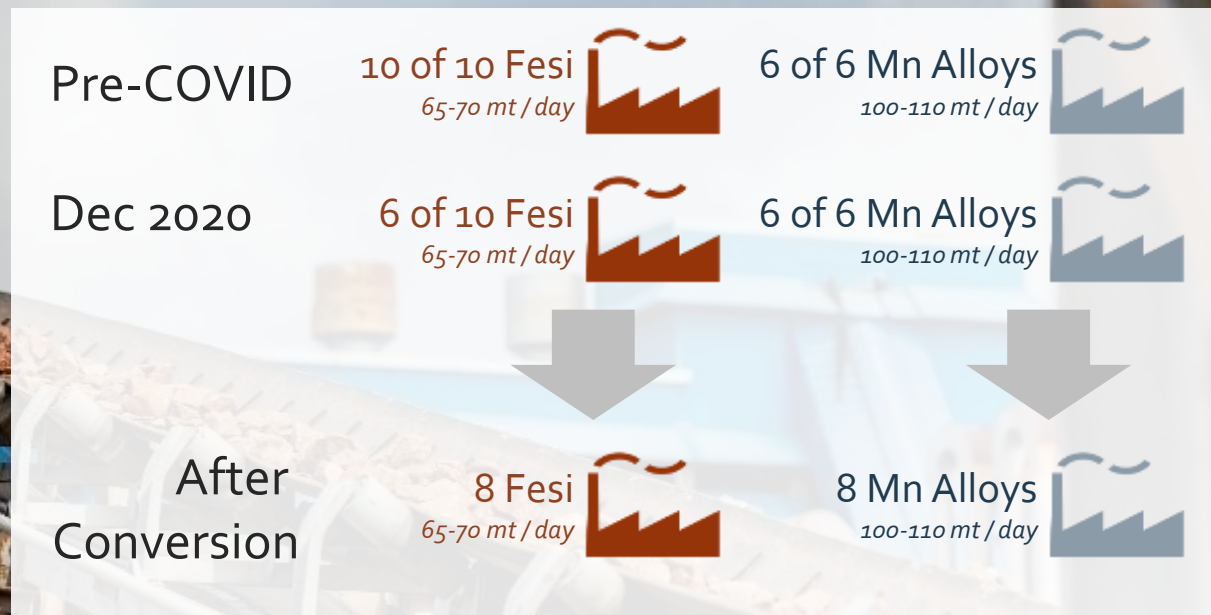 Pre-COVID
10 of 10 Fesi
65-70 mt / day
6 of 6 Mn Alloys
100-110 mt / day
Dec 2020
6 of 10 Fesi
65-70 mt / day
6 of 6 Mn Alloys
100-110 mt / day
After
Conversion
8 Fesi
65-70 mt / day
8 Mn Alloys
100-110 mt / day